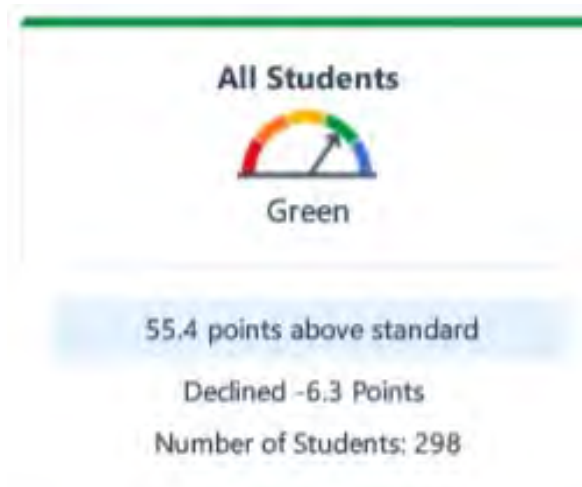 All Students
Green
55.4 points above standard
Declined -6.3 Points
Number of Students: 298